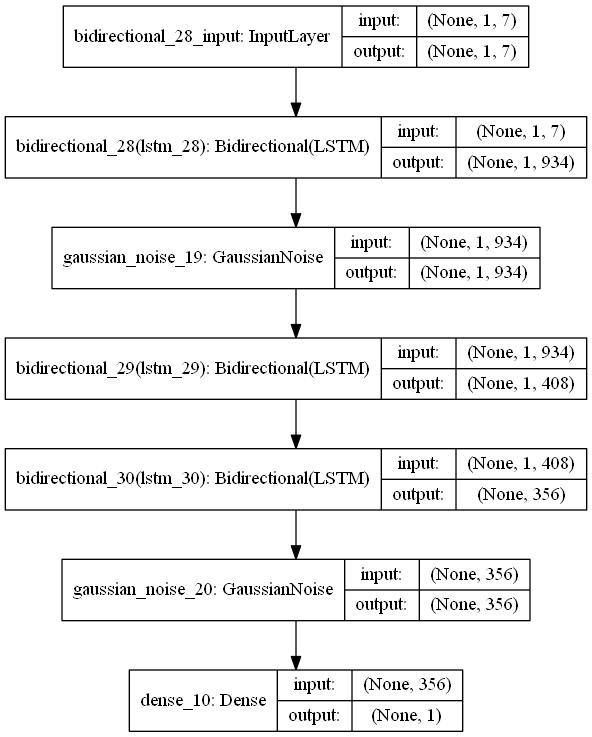 bidirectional_28_input: InputLayer
input: (None, 1, 7)
output: (None, 1, 7)
bidirectional_28(lstm_28): Bidirectional(LSTM)
input: (None, 1, 7)
output: (None, 1, 934)
gaussian_noise_19: GaussianNoise
input: (None, 1, 934)
output: (None, 1, 934)
bidirectional_29(lstm_29): Bidirectional(LSTM)
input: (None, 1, 934)
output: (None, 1, 408)
bidirectional_30(lstm_30): Bidirectional(LSTM)
input: (None, 1, 408)
output: (None, 356)
gaussian_noise_20: GaussianNoise
input: (None, 356)
output: (None, 356)
dense_10: Dense
input: (None, 356)
output: (None, 1)